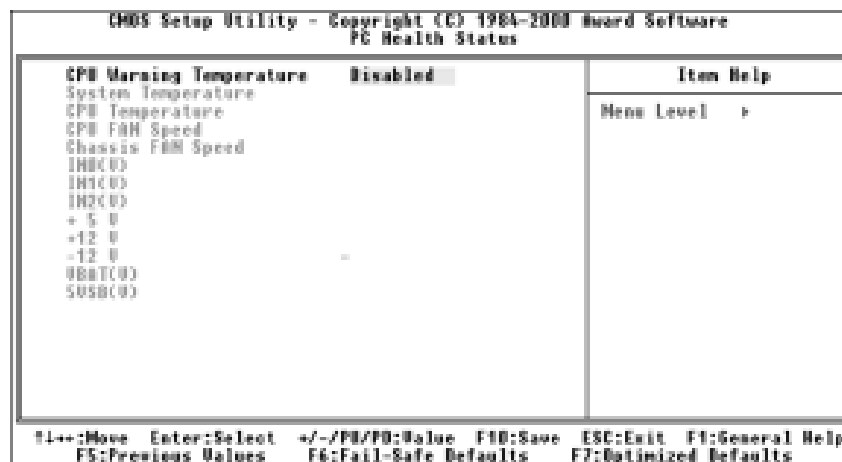 CMOS Setup Utility - Copyright (C) 1984-2000 Award Software
PC Health Status
CPU Warning Temperature Disabled
System Temperature
CPU Temperature
CPU FAN Speed
Chassis FAN Speed
IN0(V)
IN1(V)
IN2(V)
+ 5 V
+12 V
-12 V -
VBAT(V)
5VSB(V)
Item Help
Menu Level ▸
↑↓→←:Move Enter:Select +/-/PU/PD:Value F10:Save ESC:Exit F1:General Help
F5:Previous Values F6:Fail-Safe Defaults F7:Optimized Defaults